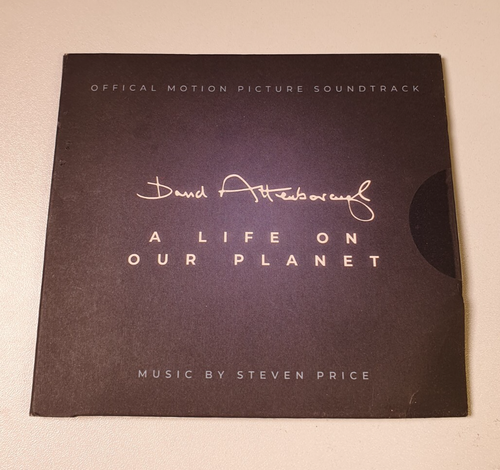 OFFICAL MOTION PICTURE SOUNDTRACK
David Attenborough
A LIFE ON
OUR PLANET
MUSIC BY STEVEN PRICE